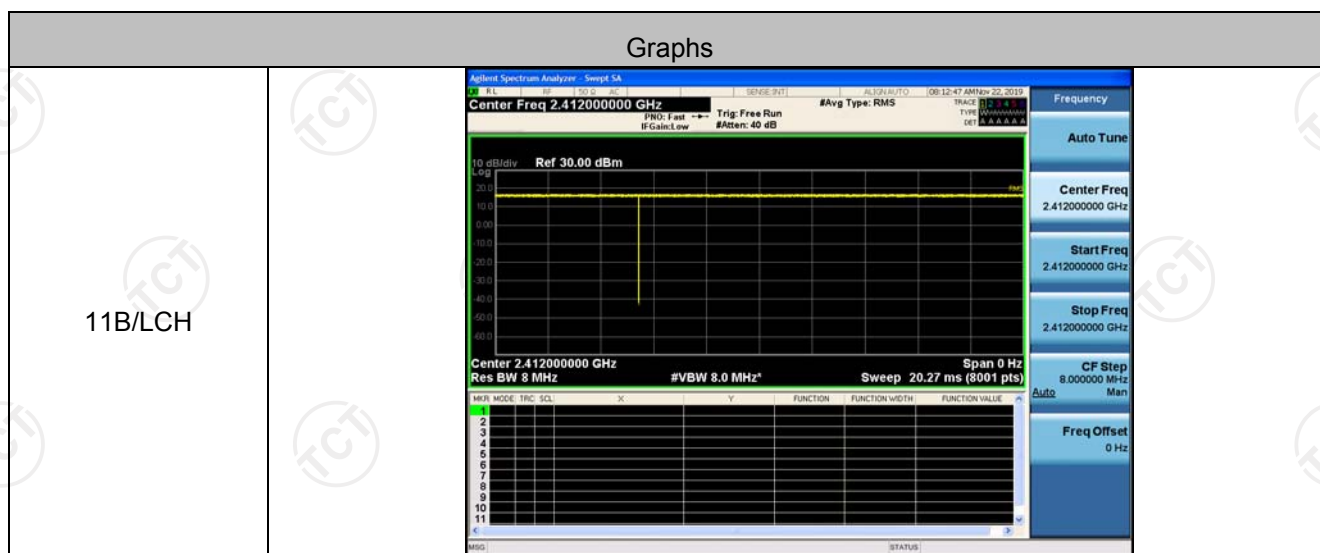 Graphs
11B/LCH
Agilent Spectrum Analyzer - Swept SA
RL RF 50 Ω AC SENSE:INT ALIGN AUTO 08:12:47 AM Nov 22, 2019
Center Freq 2.412000000 GHz
PNO: Fast
IFGain:Low
Trig: Free Run
#Atten: 40 dB
#Avg Type: RMS
TRACE 1 2 3 4 5 6
TYPE
DET A A A A A A
10 dB/div
Log
Ref 30.00 dBm
RMS
20.0
10.0
0.00
-10.0
-20.0
-30.0
-40.0
-50.0
-60.0
Center 2.412000000 GHz
Span 0 Hz
Res BW 8 MHz
#VBW 8.0 MHz*
Sweep 20.27 ms (8001 pts)
MKR MODE TRC SCL X Y FUNCTION FUNCTION WIDTH FUNCTION VALUE
1
2
3
4
5
6
7
8
9
10
11
MSG
STATUS
Frequency
Auto Tune
Center Freq
2.412000000 GHz
Start Freq
2.412000000 GHz
Stop Freq
2.412000000 GHz
CF Step
8.000000 MHz
Auto Man
Freq Offset
0 Hz
TCT
TCT
TCT
TCT
TCT
TCT